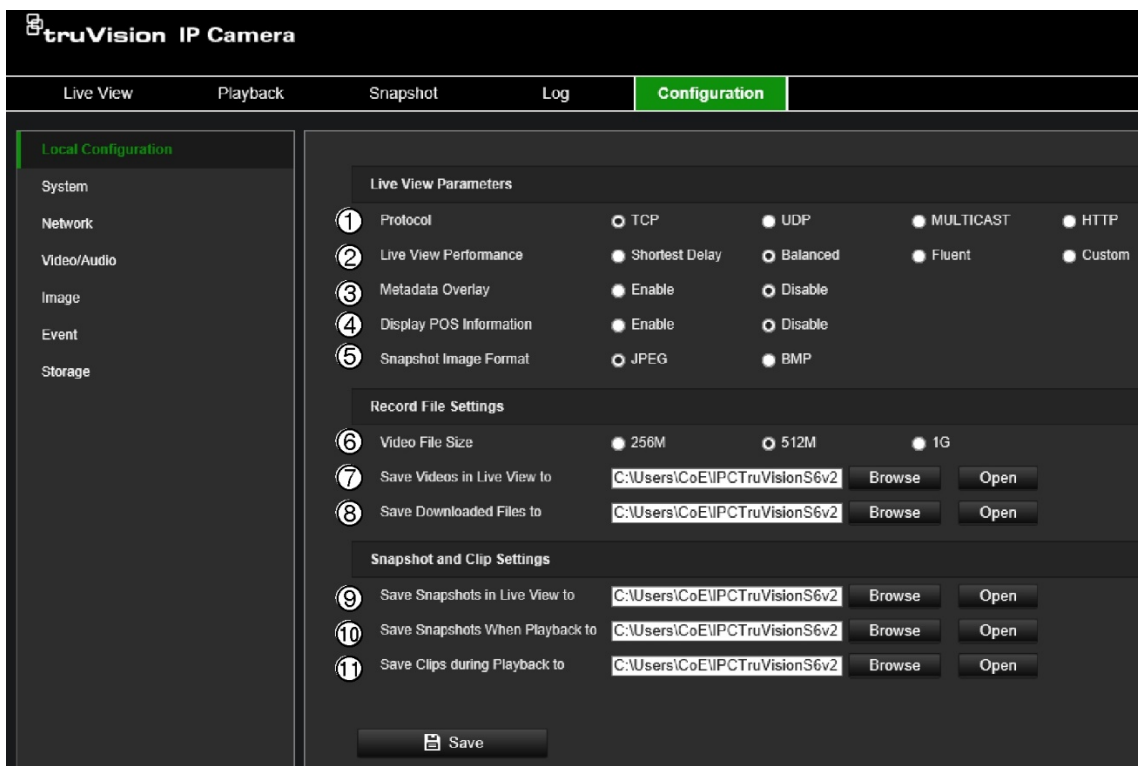 truVision IP Camera
Live View Playback Snapshot Log Configuration
Local Configuration
System
Network
Video/Audio
Image
Event
Storage
Live View Parameters
1 Protocol TCP UDP MULTICAST HTTP
2 Live View Performance Shortest Delay Balanced Fluent Custom
3 Metadata Overlay Enable Disable
4 Display POS Information Enable Disable
5 Snapshot Image Format JPEG BMP
Record File Settings
6 Video File Size 256M 512M 1G
7 Save Videos in Live View to C:\Users\CoE\IPCTruVisionS6v2 Browse Open
8 Save Downloaded Files to C:\Users\CoE\IPCTruVisionS6v2 Browse Open
Snapshot and Clip Settings
9 Save Snapshots in Live View to C:\Users\CoE\IPCTruVisionS6v2 Browse Open
10 Save Snapshots When Playback to C:\Users\CoE\IPCTruVisionS6v2 Browse Open
11 Save Clips during Playback to C:\Users\CoE\IPCTruVisionS6v2 Browse Open
Save